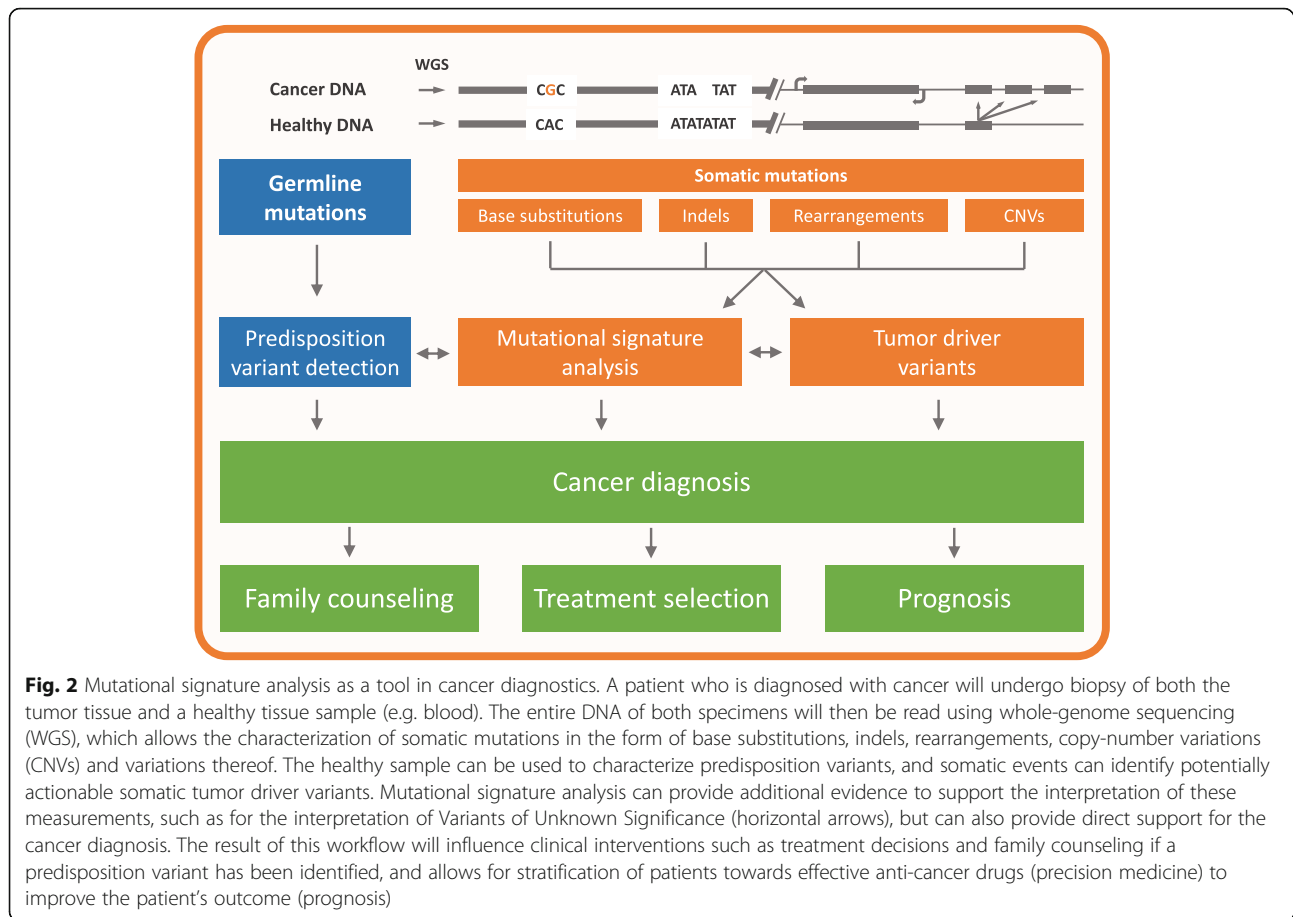 WGS
Cancer DNA
CGC
ATA TAT
Healthy DNA
CAC
ATATATAT
Germline
mutations
Somatic mutations
Base substitutions
Indels
Rearrangements
CNVs
Predisposition
variant detection
Mutational signature
analysis
Tumor driver
variants
Cancer diagnosis
Family counseling
Treatment selection
Prognosis
Fig. 2 Mutational signature analysis as a tool in cancer diagnostics. A patient who is diagnosed with cancer will undergo biopsy of both the
tumor tissue and a healthy tissue sample (e.g. blood). The entire DNA of both specimens will then be read using whole-genome sequencing
(WGS), which allows the characterization of somatic mutations in the form of base substitutions, indels, rearrangements, copy-number variations
(CNVs) and variations thereof. The healthy sample can be used to characterize predisposition variants, and somatic events can identify potentially
actionable somatic tumor driver variants. Mutational signature analysis can provide additional evidence to support the interpretation of these
measurements, such as for the interpretation of Variants of Unknown Significance (horizontal arrows), but can also provide direct support for the
cancer diagnosis. The result of this workflow will influence clinical interventions such as treatment decisions and family counseling if a
predisposition variant has been identified, and allows for stratification of patients towards effective anti-cancer drugs (precision medicine) to
improve the patient's outcome (prognosis)